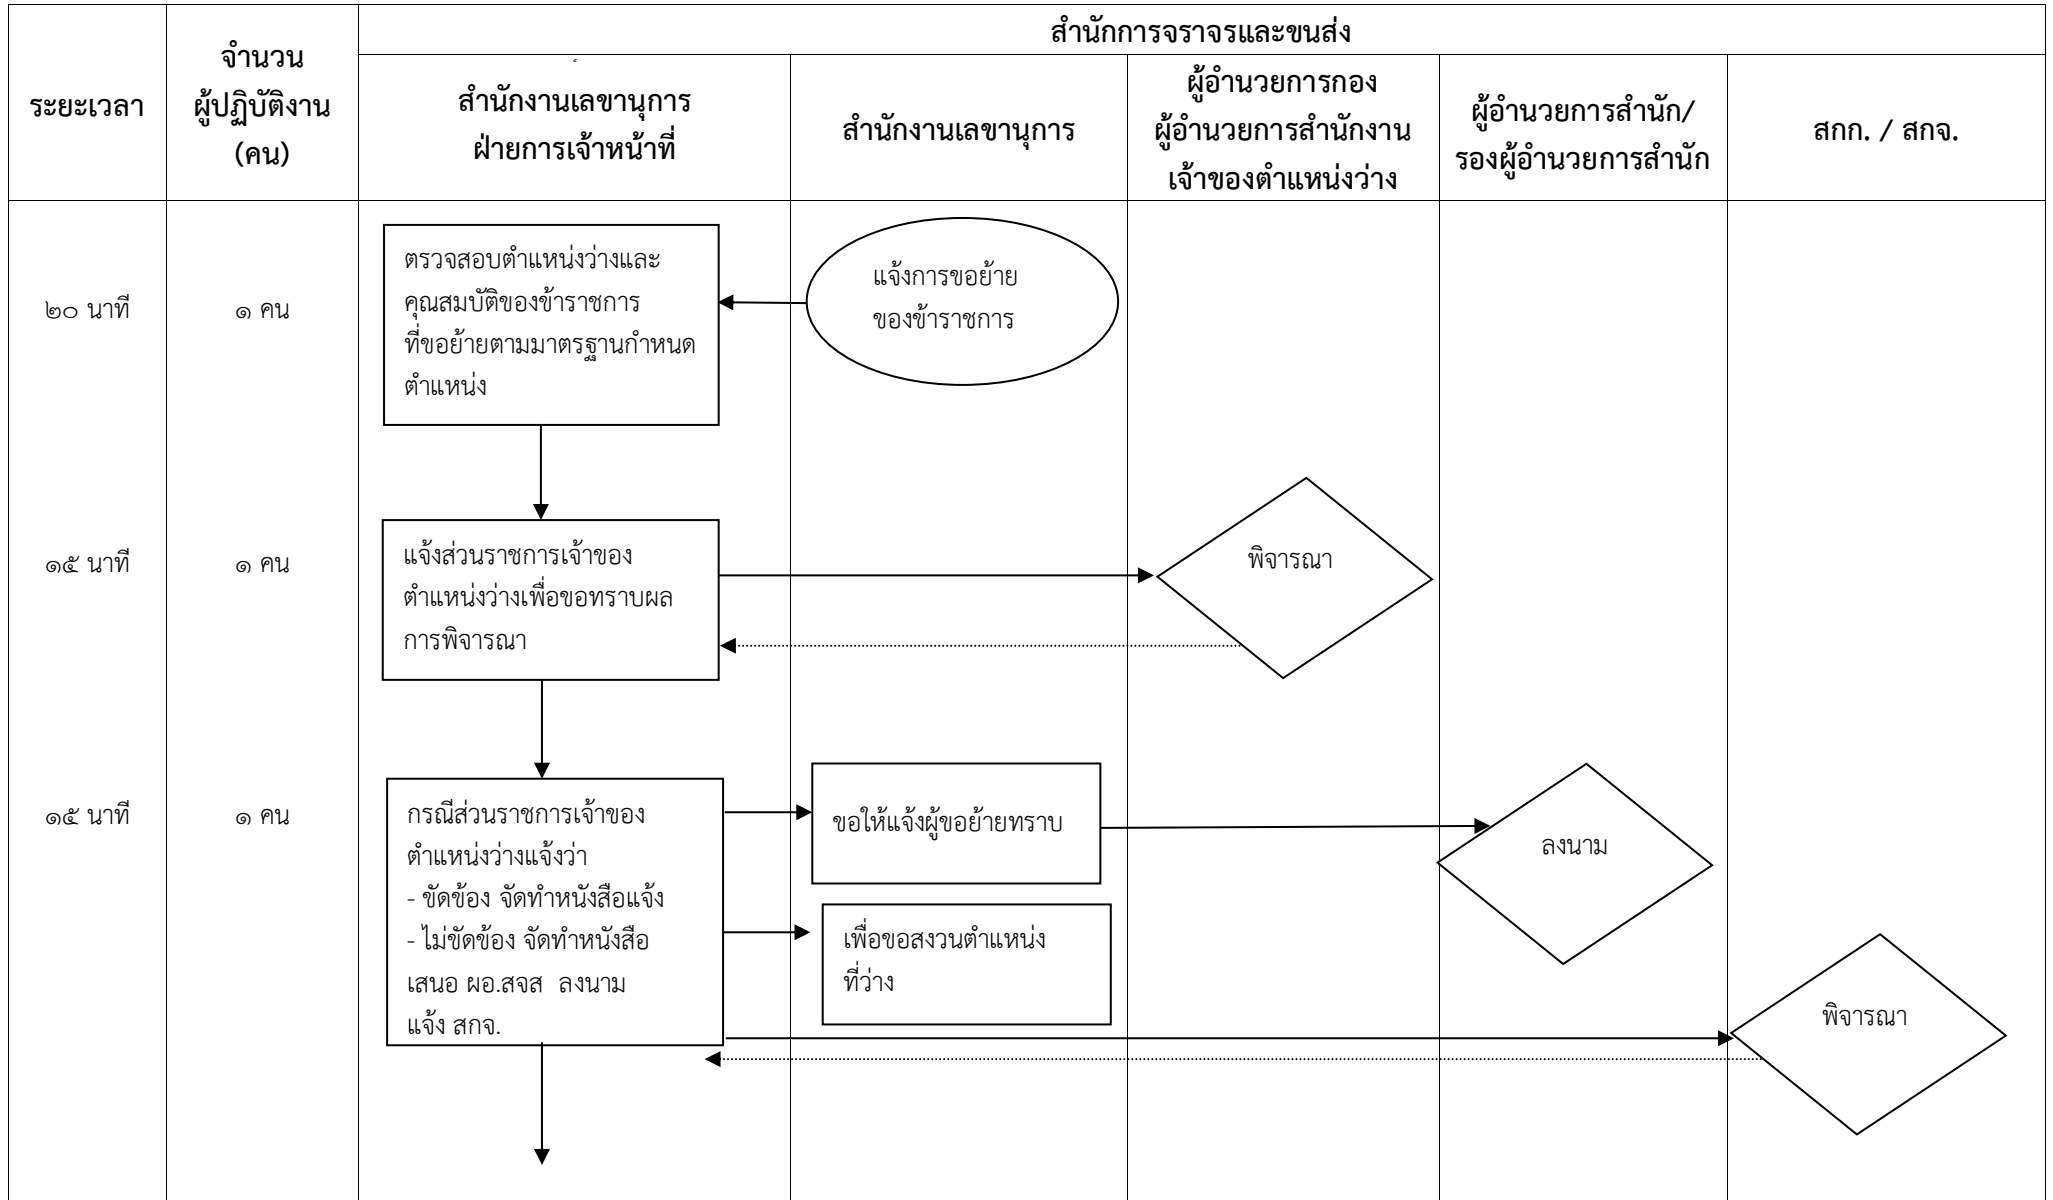 สำนักการจราจรและขนส่ง
ระยะเวลา
จำนวน
ผู้ปฏิบัติงาน
(คน)
สำนักงานเลขานุการ
ฝ่ายการเจ้าหน้าที่
สำนักงานเลขานุการ
ผู้อำนวยการกอง
ผู้อำนวยการสำนักงาน
เจ้าของตำแหน่งว่าง
ผู้อำนวยการสำนัก/
รองผู้อำนวยการสำนัก
สกก. / สกจ.
๒๐ นาที
๑ คน
ตรวจสอบตำแหน่งว่างและ
คุณสมบัติของข้าราชการ
ที่ขอย้ายตามมาตรฐานกำหนด
ตำแหน่ง
แจ้งการขอย้าย
ของข้าราชการ
๑๕ นาที
๑ คน
แจ้งส่วนราชการเจ้าของ
ตำแหน่งว่างเพื่อขอทราบผล
การพิจารณา
พิจารณา
๑๕ นาที
๑ คน
กรณีส่วนราชการเจ้าของ
ตำแหน่งว่างแจ้งว่า
- ขัดข้อง จัดทำหนังสือแจ้ง
- ไม่ขัดข้อง จัดทำหนังสือ
เสนอ ผอ.สจส ลงนาม
แจ้ง สกจ.
ขอให้แจ้งผู้ขอย้ายทราบ
เพื่อขอสงวนตำแหน่ง
ที่ว่าง
ลงนาม
พิจารณา